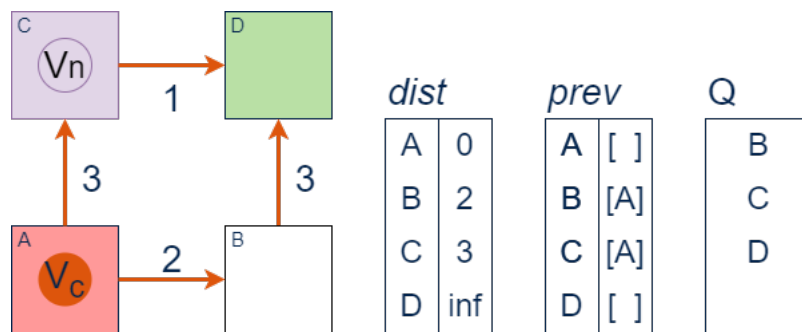 C
D
Vn
1
3
3
A
B
Vc
2
dist
A 0
B 2
C 3
D inf
prev
A [ ]
B [A]
C [A]
D [ ]
Q
B
C
D